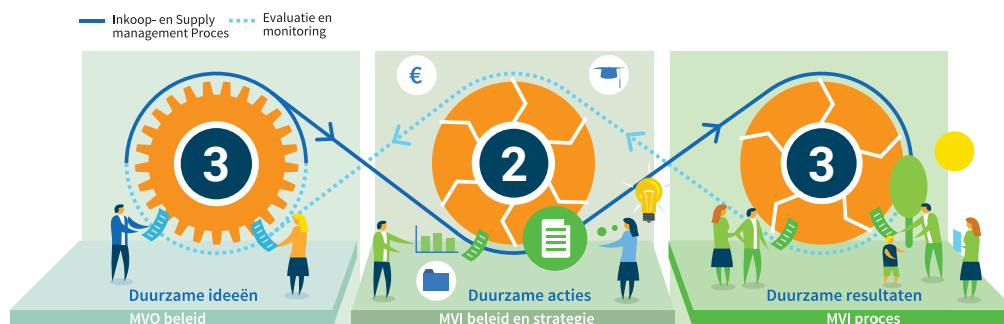 Inkoop- en Supply
management Proces
Evaluatie en
monitoring
€
3
2
3
Duurzame ideeën
Duurzame acties
Duurzame resultaten
MVO beleid
MVI beleid en strategie
MVI proces